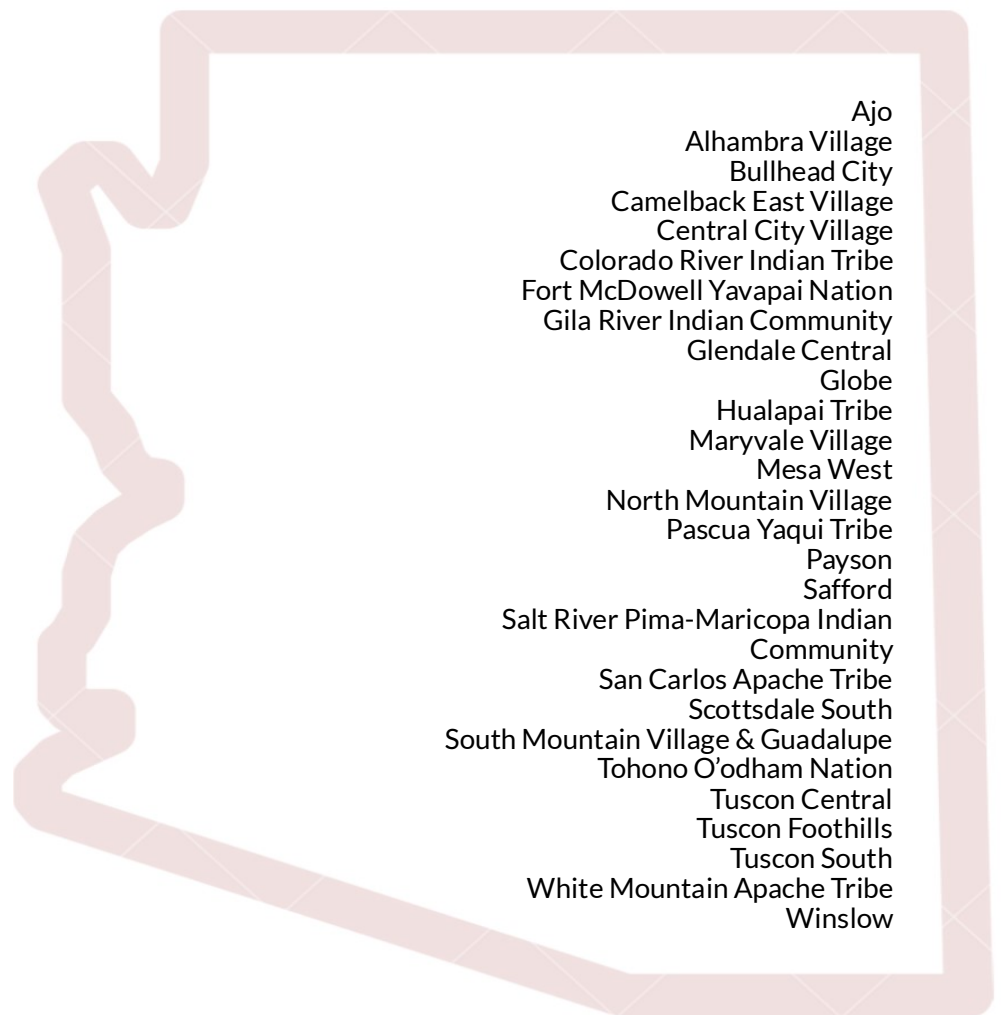 Ajo
Alhambra Village
Bullhead City
Camelback East Village
Central City Village
Colorado River Indian Tribe
Fort McDowell Yavapai Nation
Gila River Indian Community
Glendale Central
Globe
Hualapai Tribe
Maryvale Village
Mesa West
North Mountain Village
Pascua Yaqui Tribe
Payson
Safford
Salt River Pima-Maricopa Indian
Community
San Carlos Apache Tribe
Scottsdale South
South Mountain Village & Guadalupe
Tohono O’odham Nation
Tuscon Central
Tuscon Foothills
Tuscon South
White Mountain Apache Tribe
Winslow